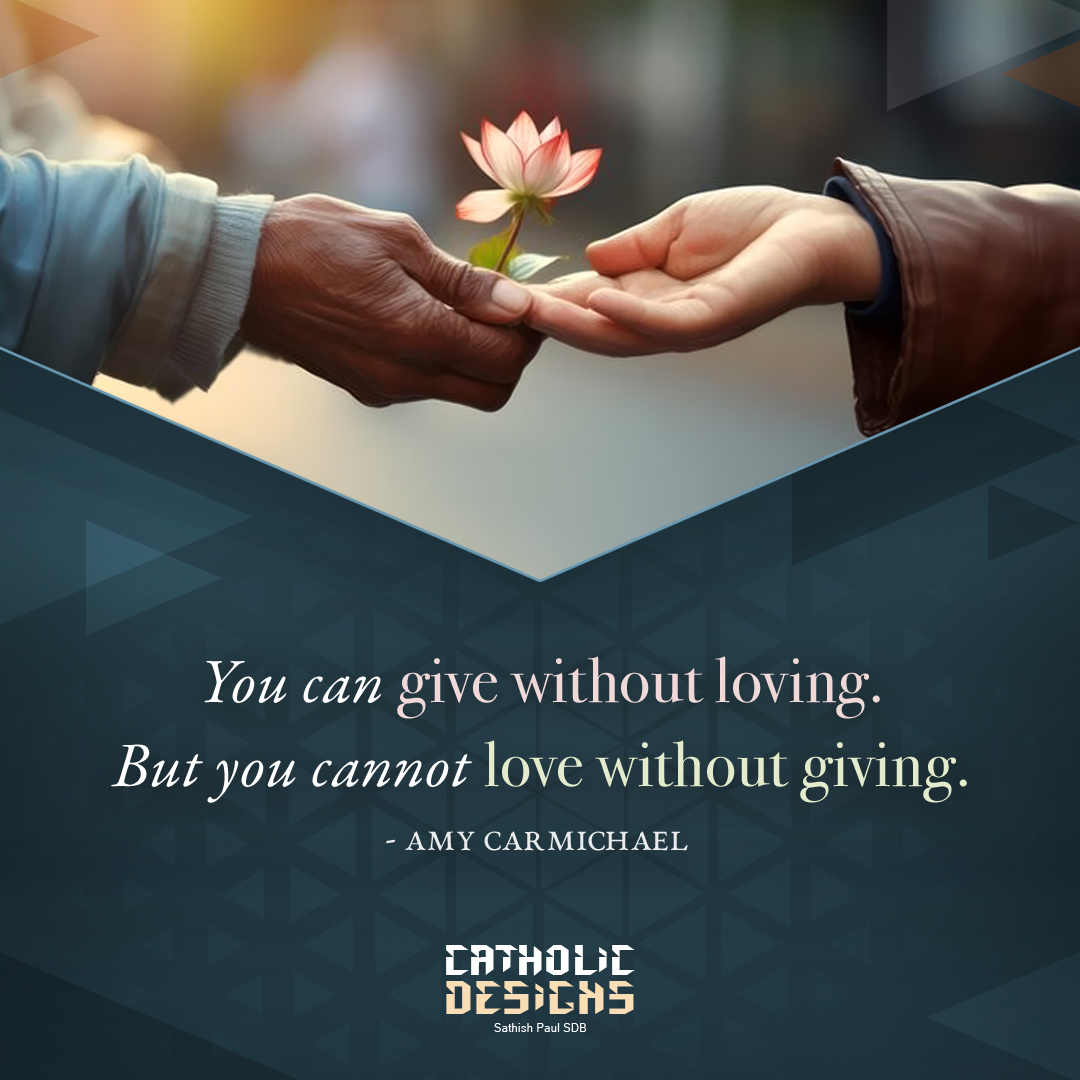 You can give without loving.
But you cannot love without giving.
- AMY CARMICHAEL
CATHOLIC
DESIGNS
Sathish Paul SDB